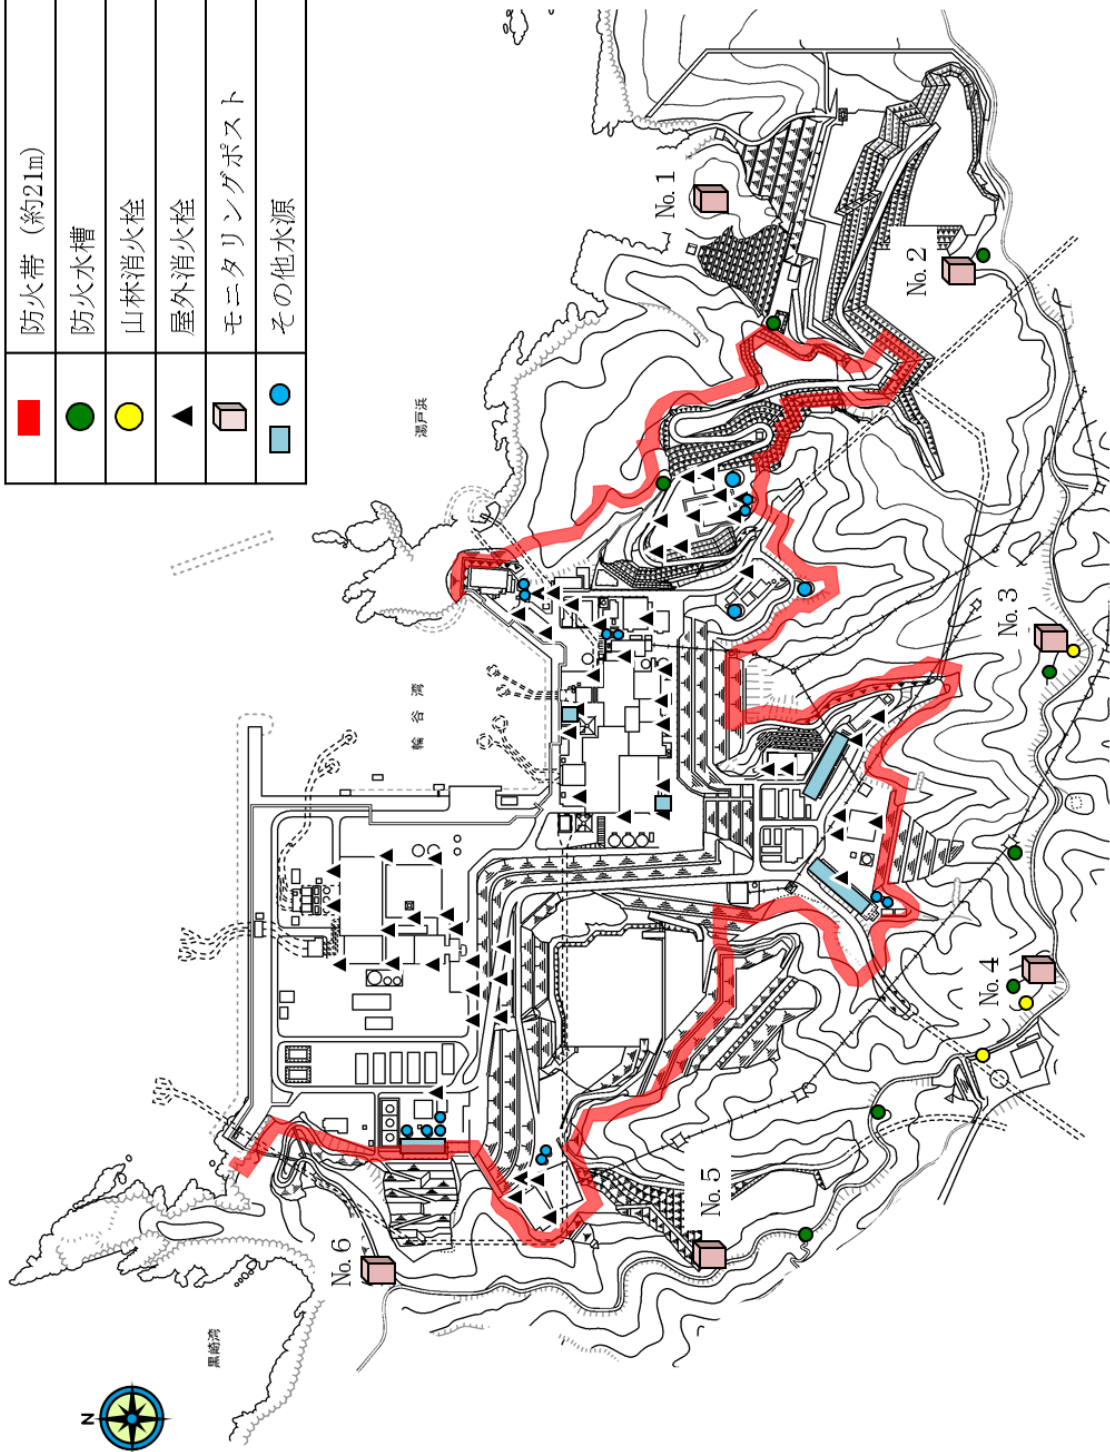 防火帯(約21m)
防火水槽
山林消火栓
屋外消火栓
モニタリングポスト
その他水源
湯戸浜
輪谷湾
黒崎湾
No.1
No.2
No.3
No.4
No.5
No.6
N